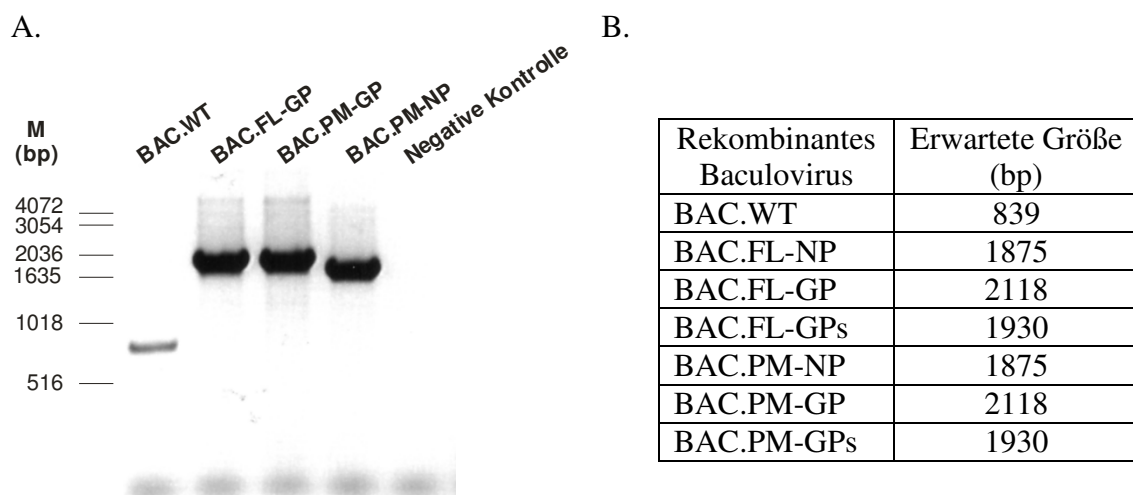 A.
BAC.WT
BAC.FL-GP
BAC.PM-GP
BAC.PM-NP
Negative Kontrolle
M
(bp)
4072
3054
2036
1635
1018
516
B.
Rekombinantes Baculovirus
Erwartete Größe (bp)
BAC.WT 839
BAC.FL-NP 1875
BAC.FL-GP 2118
BAC.FL-GPs 1930
BAC.PM-NP 1875
BAC.PM-GP 2118
BAC.PM-GPs 1930